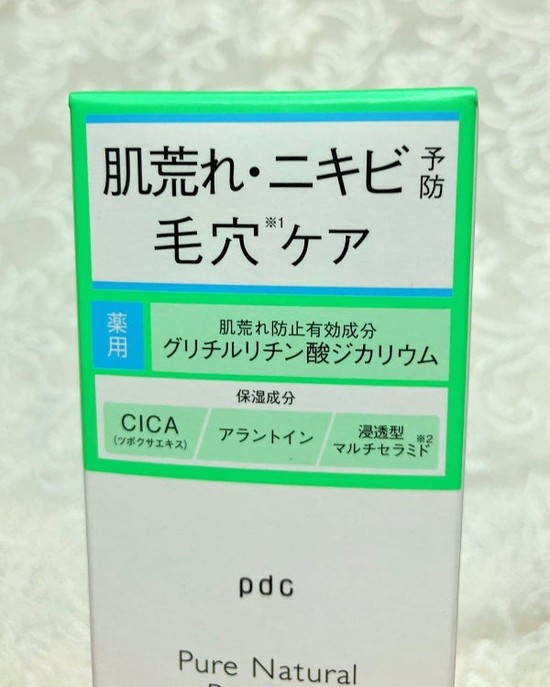 肌荒れ・ニキビ予防
毛穴※1ケア
薬用
肌荒れ防止有効成分
グリチルリチン酸ジカリウム
保湿成分
CICA
(ツボクサエキス)
アラントイン
浸透型
マルチセラミド※2
pdc
Pure Natural